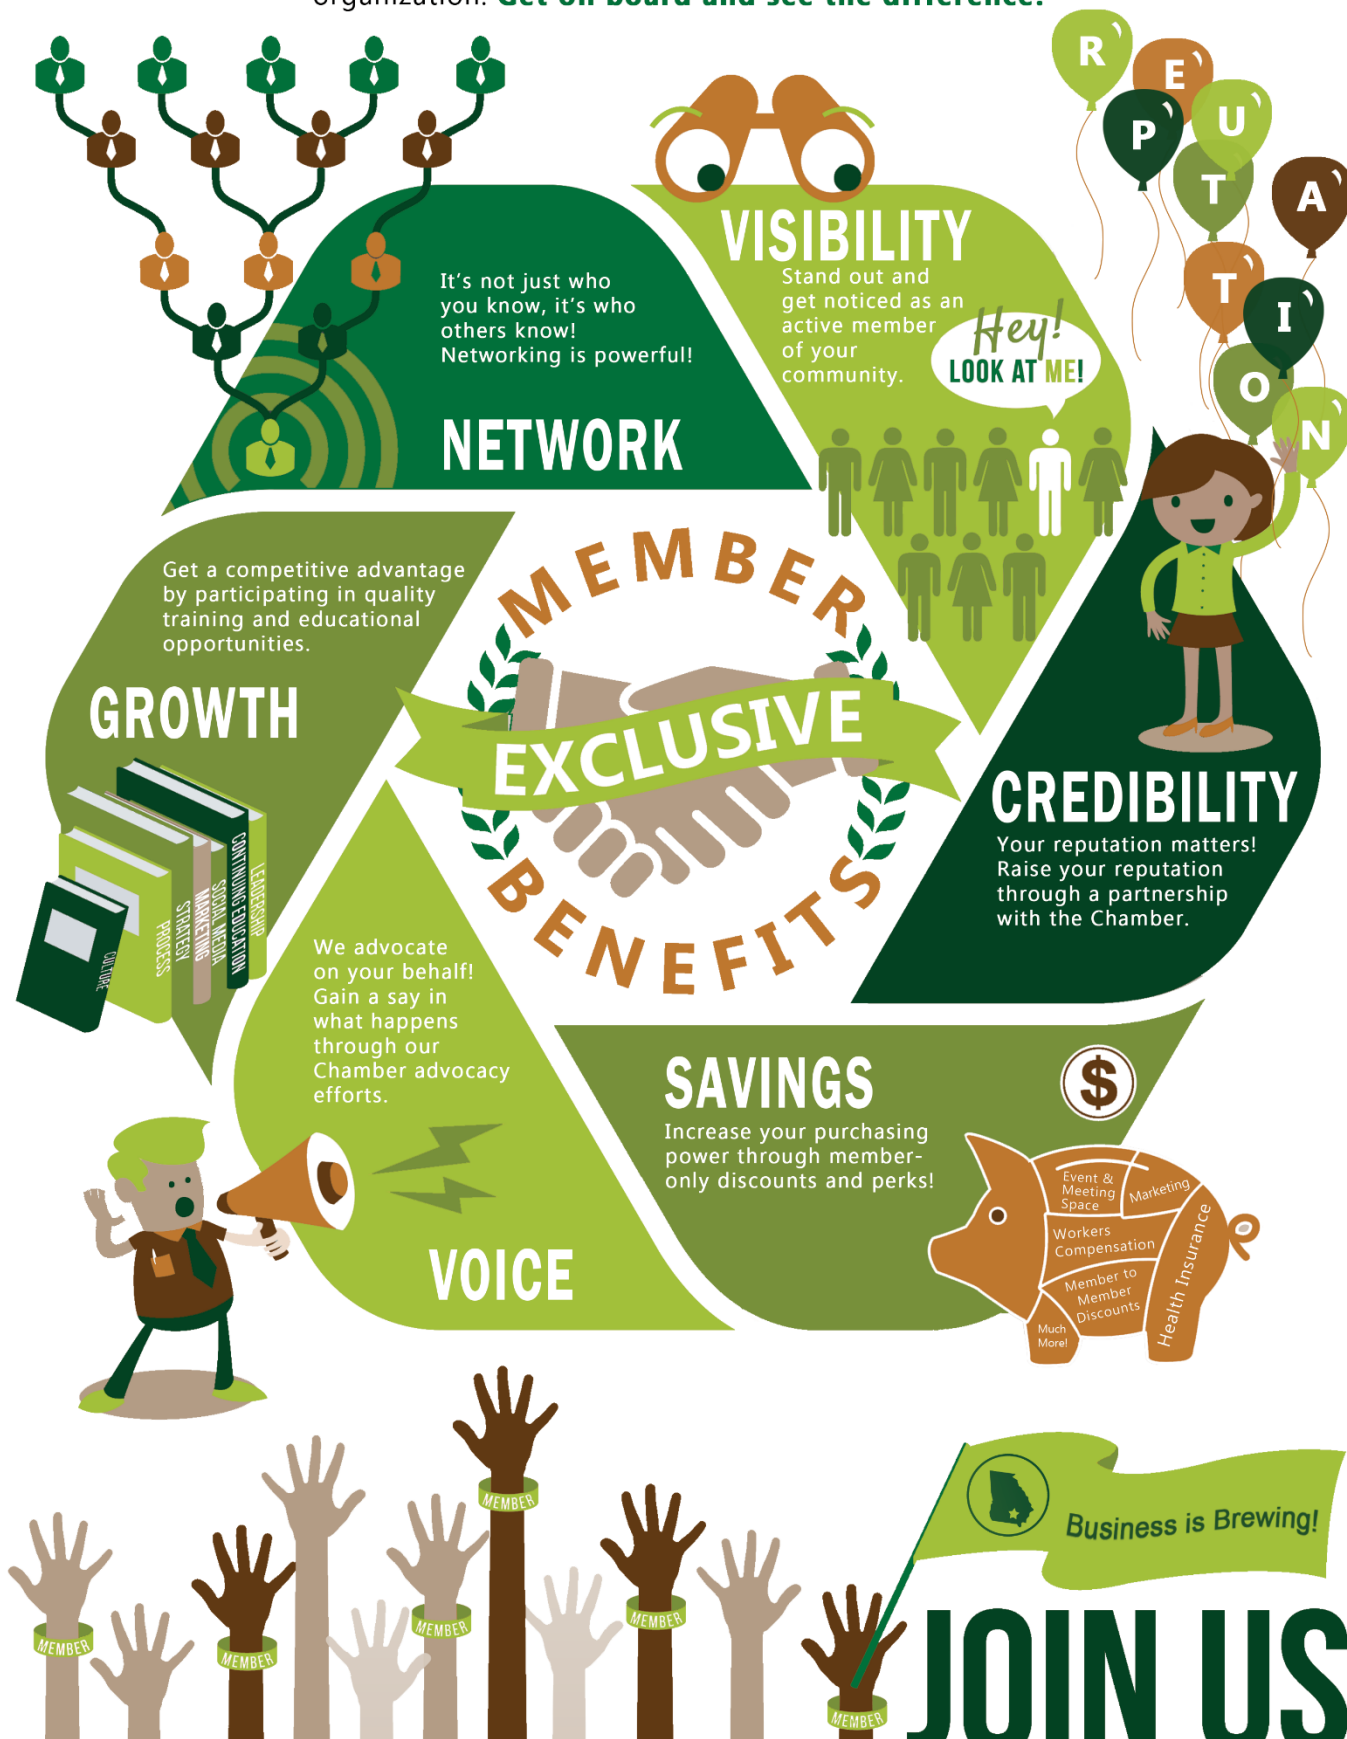 organization. Get on board and see the difference!
R
E
P
U
T
A
T
I
O
N
VISIBILITY
Stand out and
get noticed as an
active member
of your
community.
Hey!
LOOK AT ME!
It's not just who
you know, it's who
others know!
Networking is powerful!
NETWORK
Get a competitive advantage
by participating in quality
training and educational
opportunities.
GROWTH
LEADERSHIP
CONTINUING EDUCATION
SOCIAL MEDIA
MARKETING
STRATEGY
PROCESS
CULTURE
MEMBER
EXCLUSIVE
BENEFITS
CREDIBILITY
Your reputation matters!
Raise your reputation
through a partnership
with the Chamber.
We advocate
on your behalf!
Gain a say in
what happens
through our
Chamber advocacy
efforts.
VOICE
SAVINGS
Increase your purchasing
power through member-
only discounts and perks!
$
Event &
Meeting
Space
Marketing
Workers
Compensation
Member to
Member
Discounts
Health Insurance
Much
More!
MEMBER
MEMBER
MEMBER
MEMBER
MEMBER
MEMBER
Business is Brewing!
JOIN US